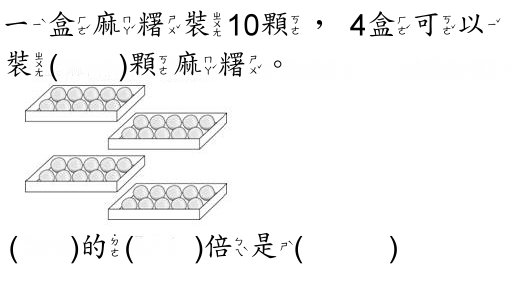 一盒麻糬裝10顆，4盒可以
裝(　　)顆麻糬。
(　　)的(　　)倍是(　　)